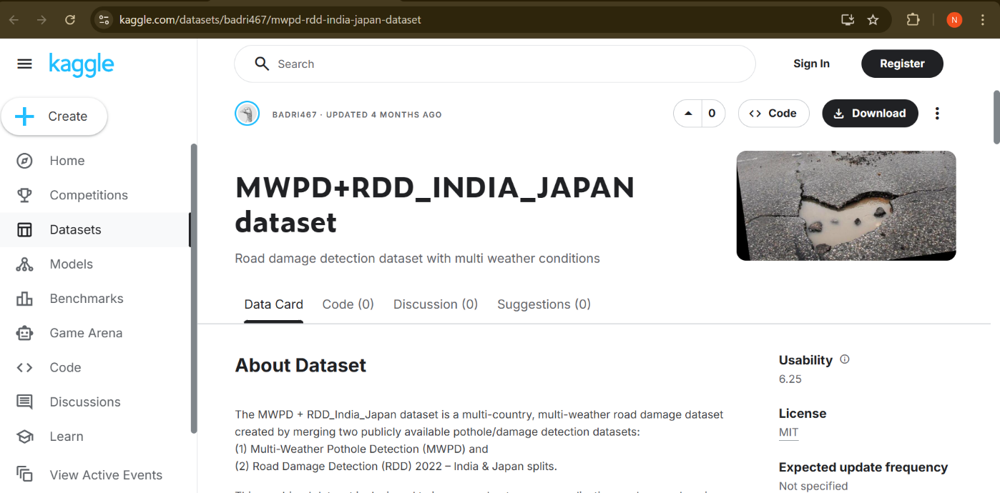 kaggle.com/datasets/badri467/mwpd-rdd-india-japan-dataset
N
kaggle
Search
Sign In
Register
Create
BADRI467 · UPDATED 4 MONTHS AGO
0
Code
Download
Home
Competitions
Datasets
Models
Benchmarks
Game Arena
Code
Discussions
Learn
View Active Events
MWPD+RDD_INDIA_JAPAN
dataset
Road damage detection dataset with multi weather conditions
Data Card
Code (0)
Discussion (0)
Suggestions (0)
About Dataset
The MWPD + RDD_India_Japan dataset is a multi-country, multi-weather road damage dataset
created by merging two publicly available pothole/damage detection datasets:
(1) Multi-Weather Pothole Detection (MWPD) and
(2) Road Damage Detection (RDD) 2022 – India & Japan splits.
Usability
6.25
License
MIT
Expected update frequency
Not specified